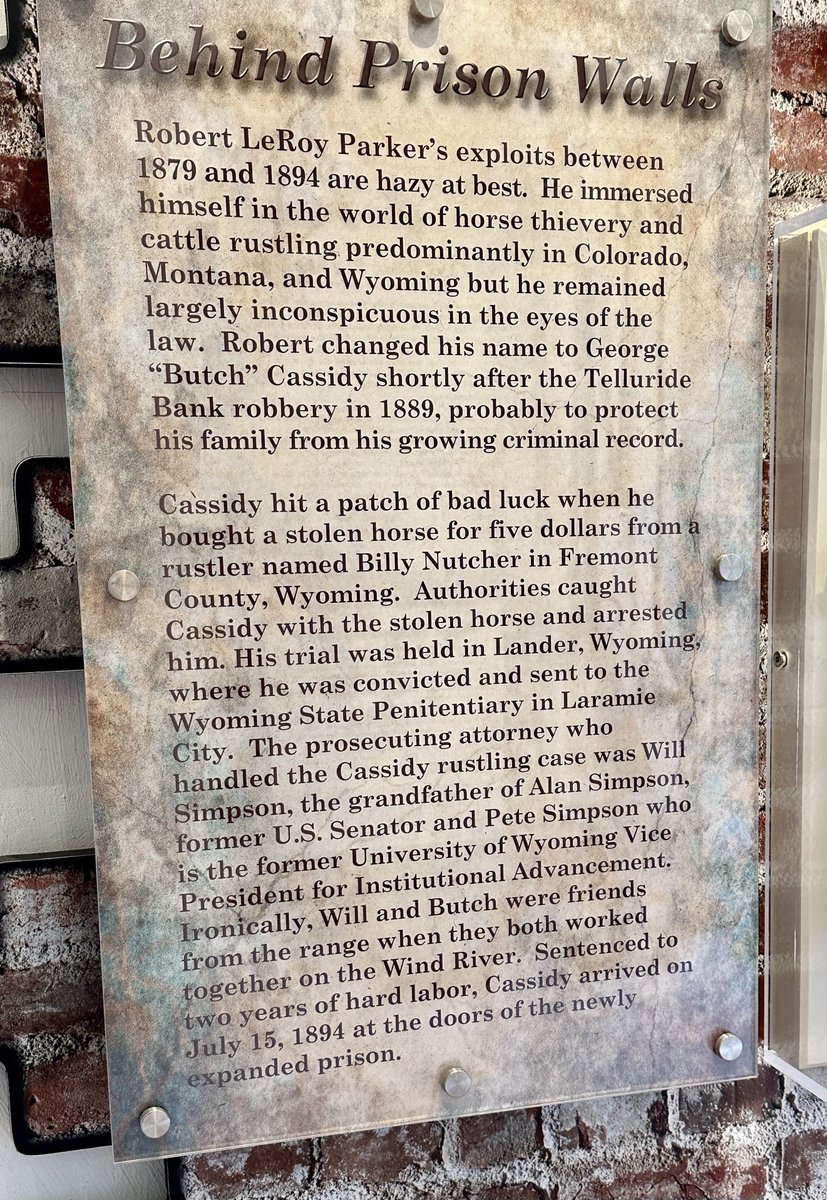 Behind Prison Walls
Robert LeRoy Parker's exploits between
1879 and 1894 are hazy at best. He immersed
himself in the world of horse thievery and
cattle rustling predominantly in Colorado,
Montana, and Wyoming but he remained
largely inconspicuous in the eyes of the
law. Robert changed his name to George
“Butch” Cassidy shortly after the Telluride
Bank robbery in 1889, probably to protect
his family from his growing criminal record.
Cassidy hit a patch of bad luck when he
bought a stolen horse for five dollars from a
rustler named Billy Nutcher in Fremont
County, Wyoming. Authorities caught
Cassidy with the stolen horse and arrested
him. His trial was held in Lander, Wyoming,
where he was convicted and sent to the
Wyoming State Penitentiary in Laramie
City. The prosecuting attorney who
handled the Cassidy rustling case was Will
Simpson, the grandfather of Alan Simpson,
former U.S. Senator and Pete Simpson who
is the former University of Wyoming Vice
President for Institutional Advancement.
Ironically, Will and Butch were friends
from the range when they both worked
together on the Wind River. Sentenced to
two years of hard labor, Cassidy arrived on
July 15, 1894 at the doors of the newly
expanded prison.